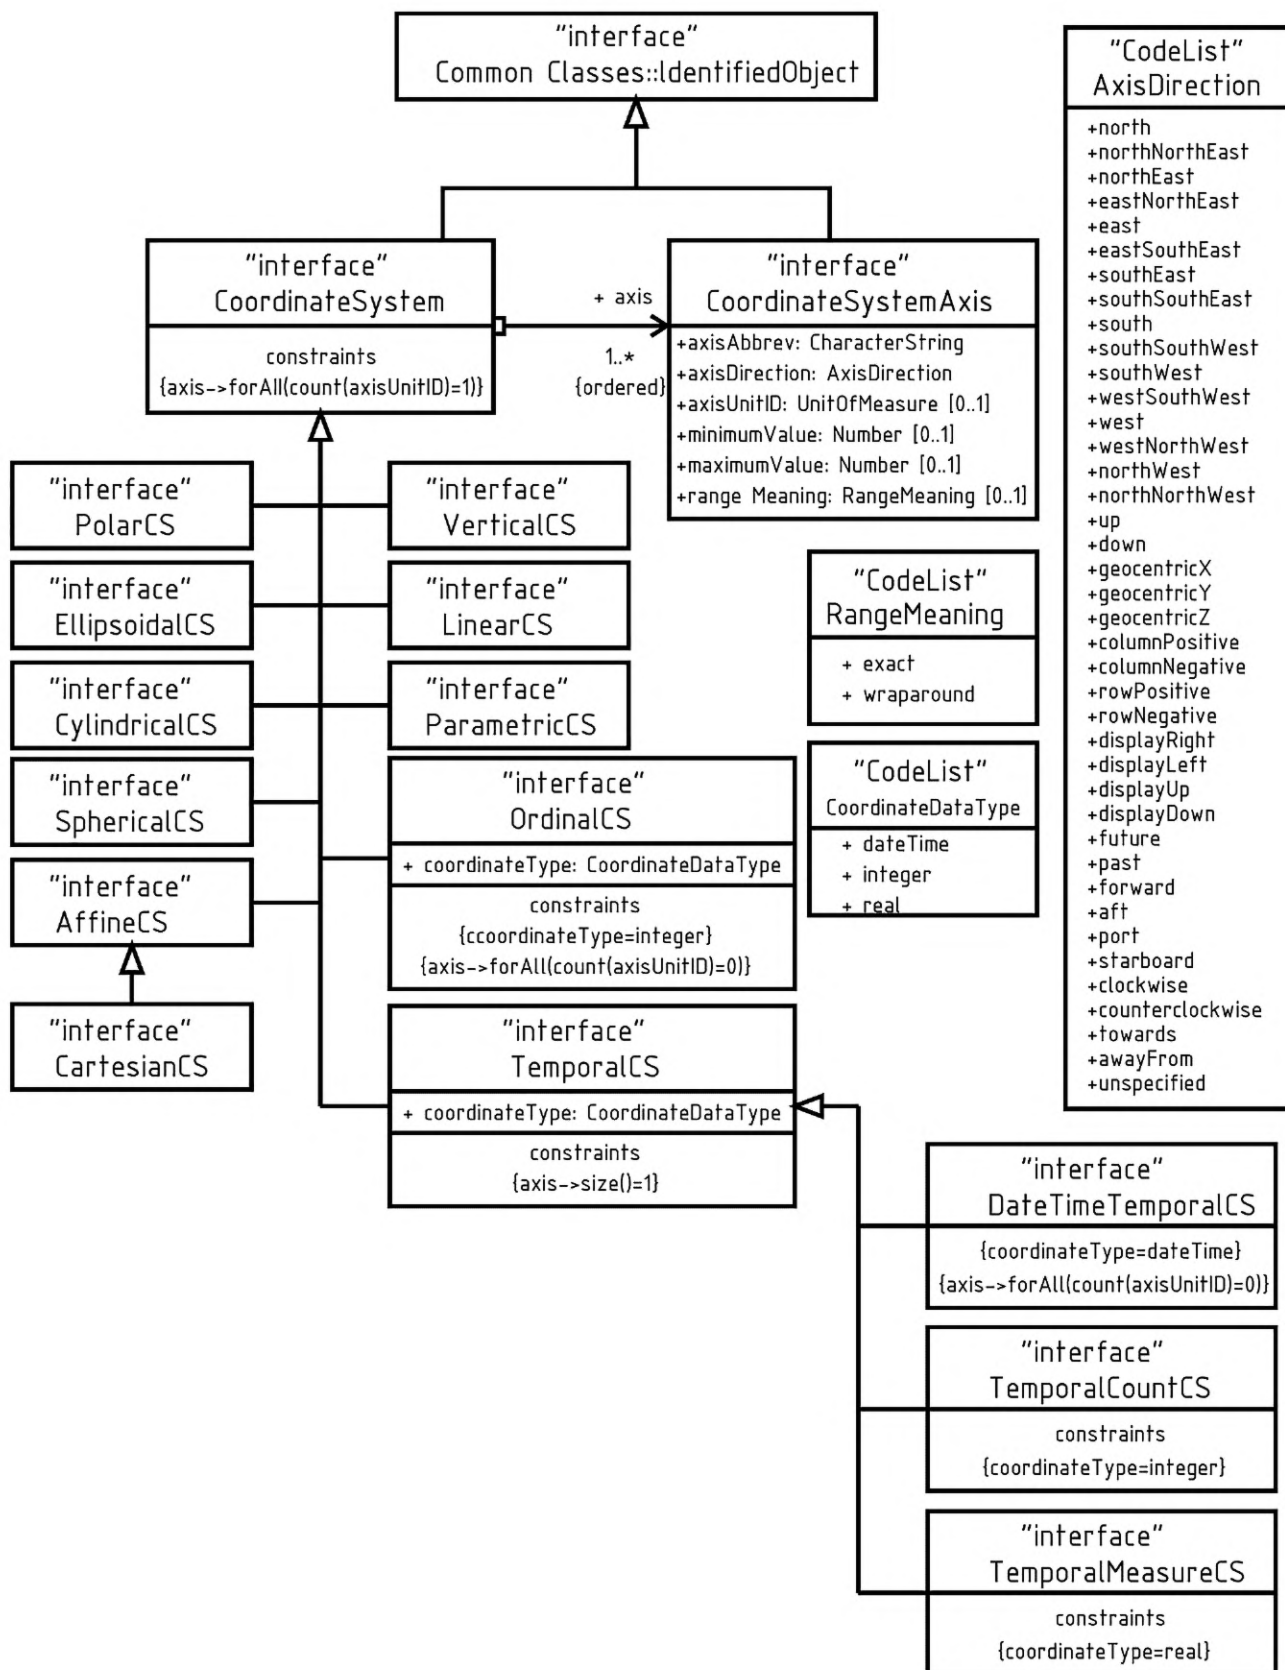 "interface"
Common Classes::IdentifiedObject
"CodeList"
AxisDirection
+north
+northNorthEast
+northEast
+eastNorthEast
+east
+eastSouthEast
+southEast
+southSouthEast
+south
+southSouthWest
+southWest
+westSouthWest
+west
+westNorthWest
+northWest
+northNorthWest
+up
+down
+geocentricX
+geocentricY
+geocentricZ
+columnPositive
+columnNegative
+rowPositive
+rowNegative
+displayRight
+displayLeft
+displayUp
+displayDown
+future
+past
+forward
+aft
+port
+starboard
+clockwise
+counterclockwise
+towards
+awayFrom
+unspecified
"interface"
CoordinateSystem
constraints
{axis->forAll(count(axisUnitID)=1)}
+ axis
1..*
{ordered}
"interface"
CoordinateSystemAxis
+axisAbbrev: CharacterString
+axisDirection: AxisDirection
+axisUnitID: UnitOfMeasure [0..1]
+minimumValue: Number [0..1]
+maximumValue: Number [0..1]
+range Meaning: RangeMeaning [0..1]
"interface"
PolarCS
"interface"
VerticalCS
"interface"
EllipsoidalCS
"interface"
LinearCS
"interface"
CylindricalCS
"interface"
ParametricCS
"interface"
SphericalCS
"interface"
AffineCS
"interface"
CartesianCS
"interface"
OrdinalCS
+ coordinateType: CoordinateDataType
constraints
{ccoordinateType=integer}
{axis->forAll(count(axisUnitID)=0)}
"interface"
TemporalCS
+ coordinateType: CoordinateDataType
constraints
{axis->size()=1}
"CodeList"
RangeMeaning
+ exact
+ wraparound
"CodeList"
CoordinateDataType
+ dateTime
+ integer
+ real
"interface"
DateTimeTemporalCS
{coordinateType=dateTime}
{axis->forAll(count(axisUnitID)=0)}
"interface"
TemporalCountCS
constraints
{coordinateType=integer}
"interface"
TemporalMeasureCS
constraints
{coordinateType=real}